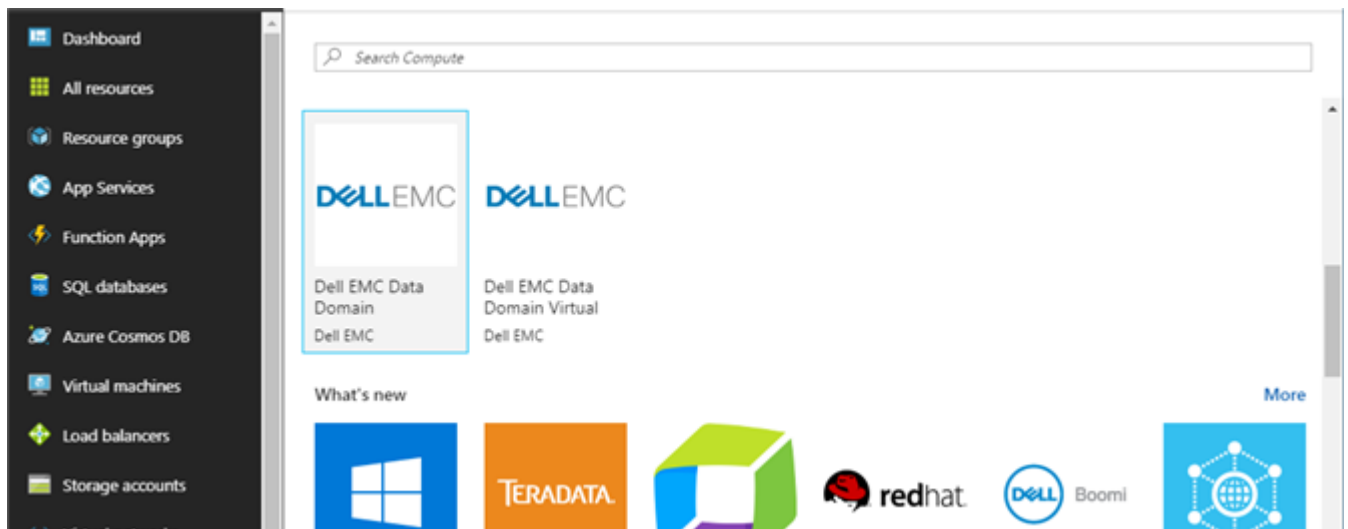 Dashboard
All resources
Resource groups
App Services
Function Apps
SQL databases
Azure Cosmos DB
Virtual machines
Load balancers
Storage accounts
Search Compute
DELLEMC
Dell EMC Data
Domain
Dell EMC
DELLEMC
Dell EMC Data
Domain Virtual
Dell EMC
What's new
More
TERADATA.
redhat.
DELL
Boomi